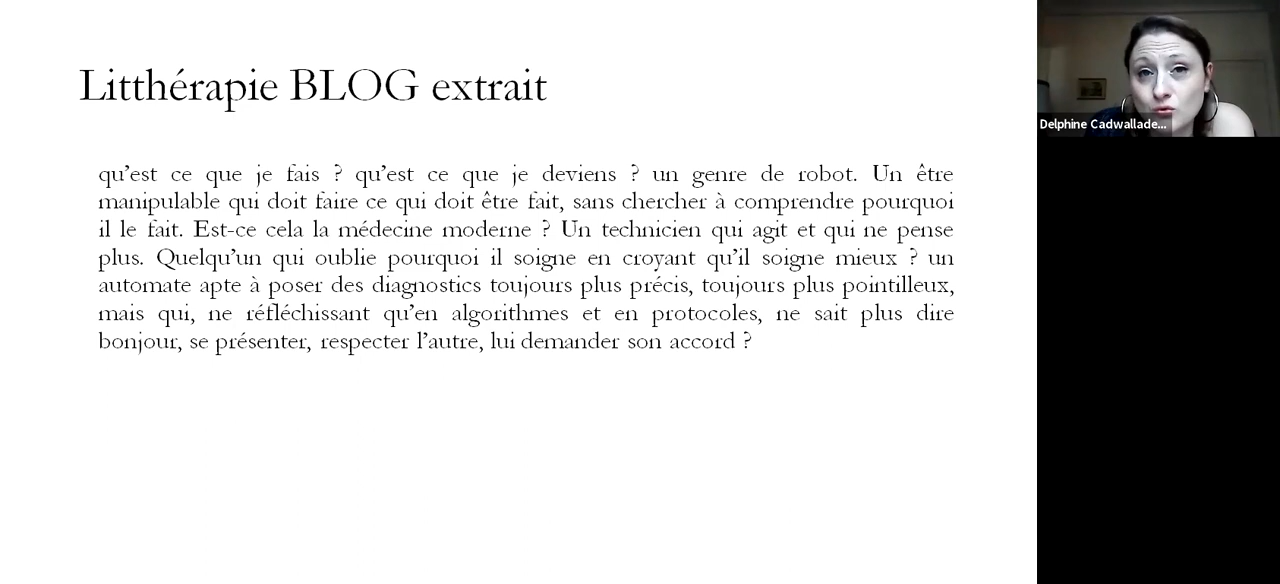 Litthérapie BLOG extrait
qu’est ce que je fais ? qu’est ce que je deviens ? un genre de robot. Un être
manipulable qui doit faire ce qui doit être fait, sans chercher à comprendre pourquoi
il le fait. Est-ce cela la médecine moderne ? Un technicien qui agit et qui ne pense
plus. Quelqu’un qui oublie pourquoi il soigne en croyant qu’il soigne mieux ? un
automate apte à poser des diagnostics toujours plus précis, toujours plus pointilleux,
mais qui, ne réfléchissant qu’en algorithmes et en protocoles, ne sait plus dire
bonjour, se présenter, respecter l’autre, lui demander son accord ?
Delphine Cadwallade...